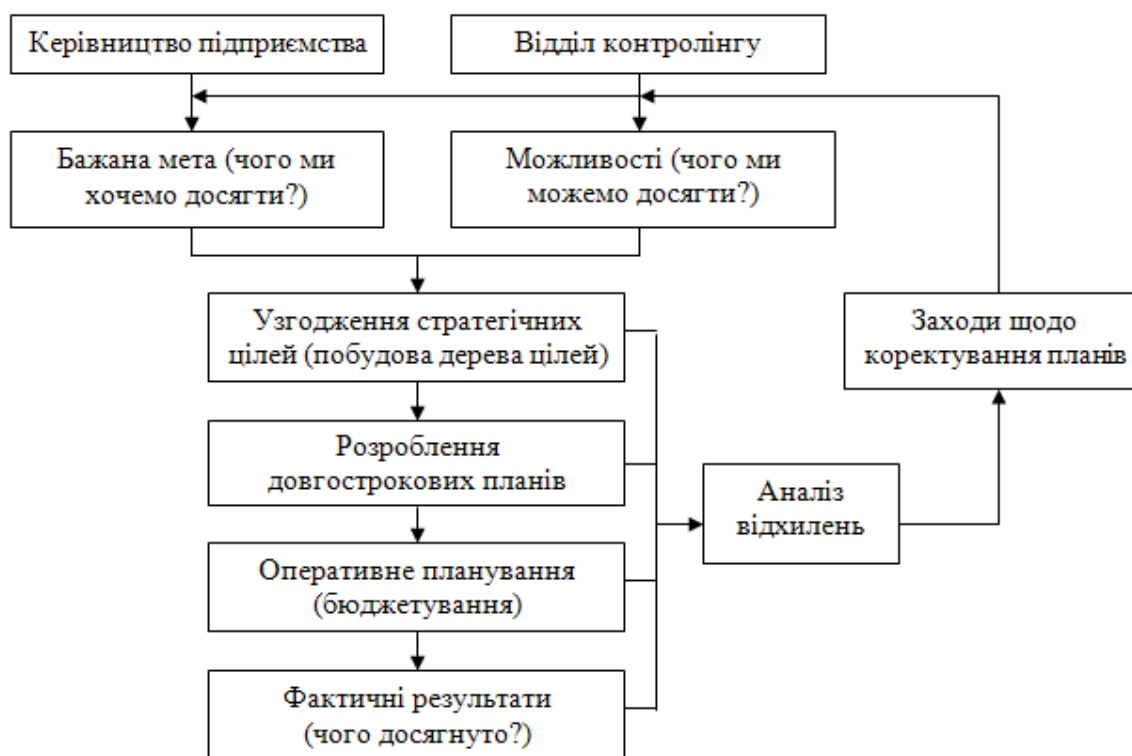 Керівництво підприємства
Відділ контролінгу
Бажана мета (чого ми
хочемо досягти?)
Можливості (чого ми
можемо досягти?)
Узгодження стратегічних
цілей (побудова дерева цілей)
Заходи щодо
коректування планів
Розроблення
довгострокових планів
Аналіз
відхилень
Оперативне планування
(бюджетування)
Фактичні результати
(чого досягнуто?)